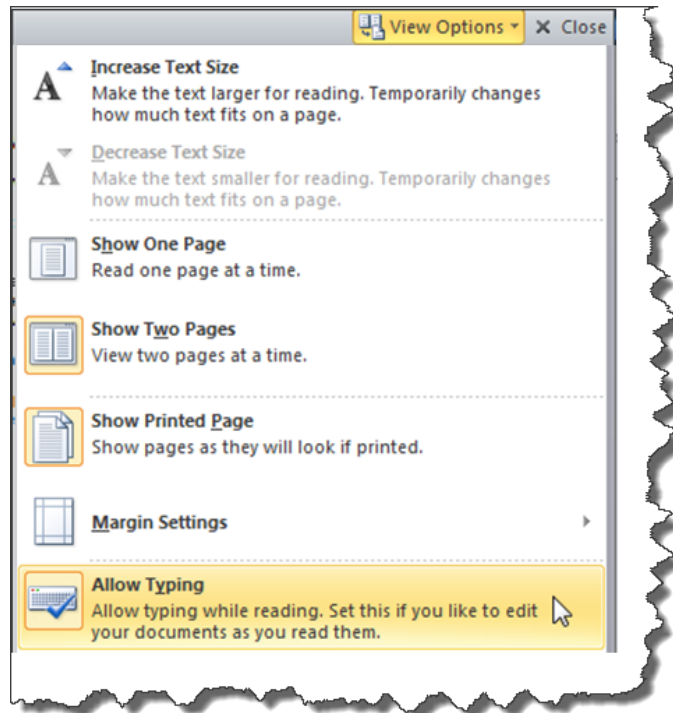 View Options Close
Increase Text Size
Make the text larger for reading. Temporarily changes
how much text fits on a page.
Decrease Text Size
Make the text smaller for reading. Temporarily changes
how much text fits on a page.
Show One Page
Read one page at a time.
Show Two Pages
View two pages at a time.
Show Printed Page
Show pages as they will look if printed.
Margin Settings
Allow Typing
Allow typing while reading. Set this if you like to edit
your documents as you read them.